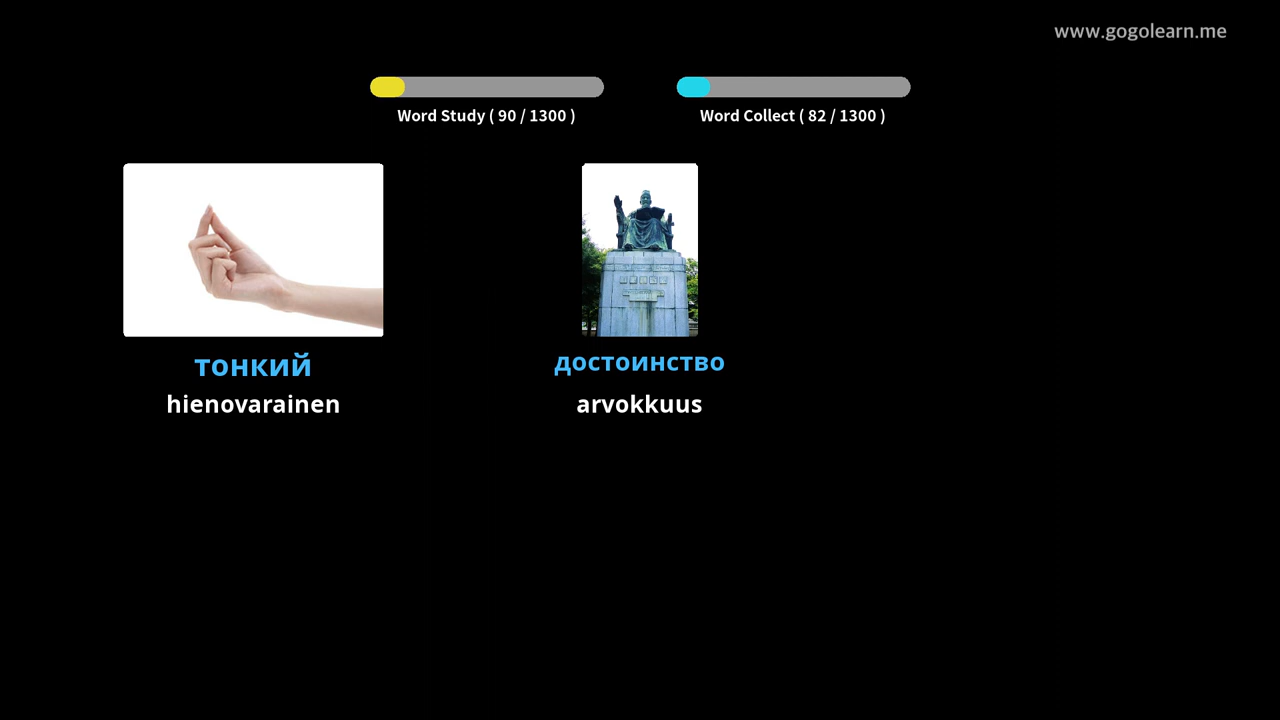 www.gogolearn.me
Word Study ( 90 / 1300 )
Word Collect ( 82 / 1300 )
тонкий
достоинство
hienovarainen
arvokkuus